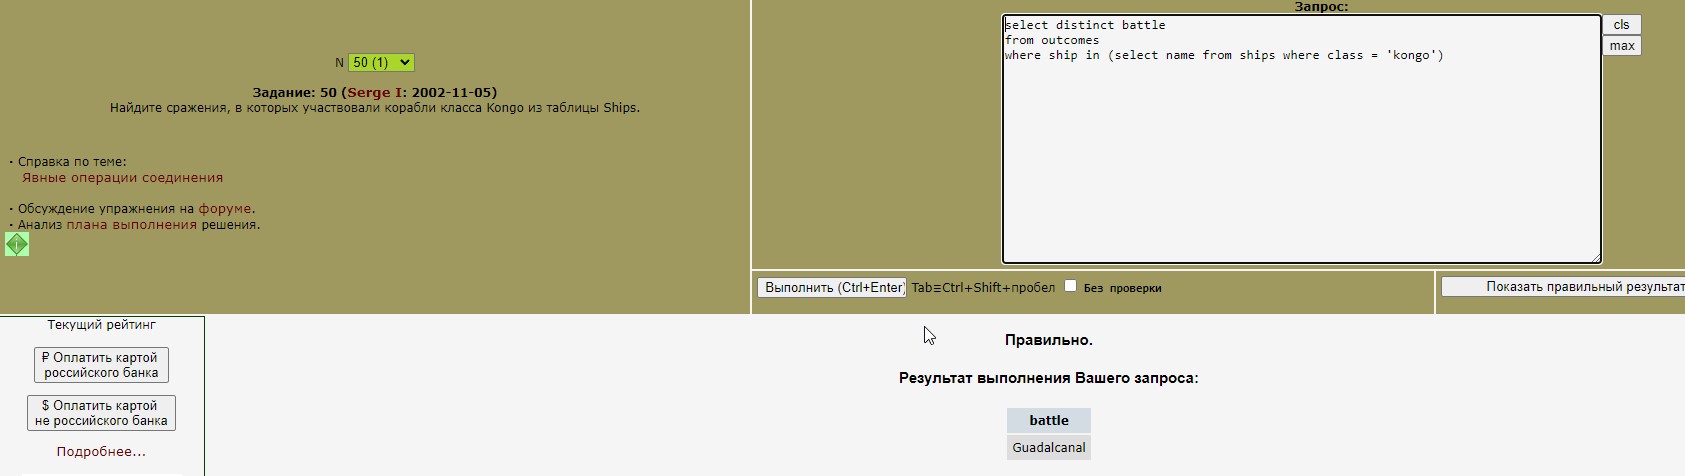 N 50 (1)
Задание: 50 (Serge I: 2002-11-05)
Найдите сражения, в которых участвовали корабли класса Kongo из таблицы Ships.
· Справка по теме:
Явные операции соединения
· Обсуждение упражнения на форуме.
· Анализ плана выполнения решения.
Запрос:
select distinct battle
from outcomes
where ship in (select name from ships where class = 'kongo')
cls
max
Выполнить (Ctrl+Enter) Tab≡Ctrl+Shift+пробел Без проверки
Показать правильный результат
Текущий рейтинг
₽ Оплатить картой
российского банка
$ Оплатить картой
не российского банка
Подробнее...
Правильно.
Результат выполнения Вашего запроса:
battle
Guadalcanal